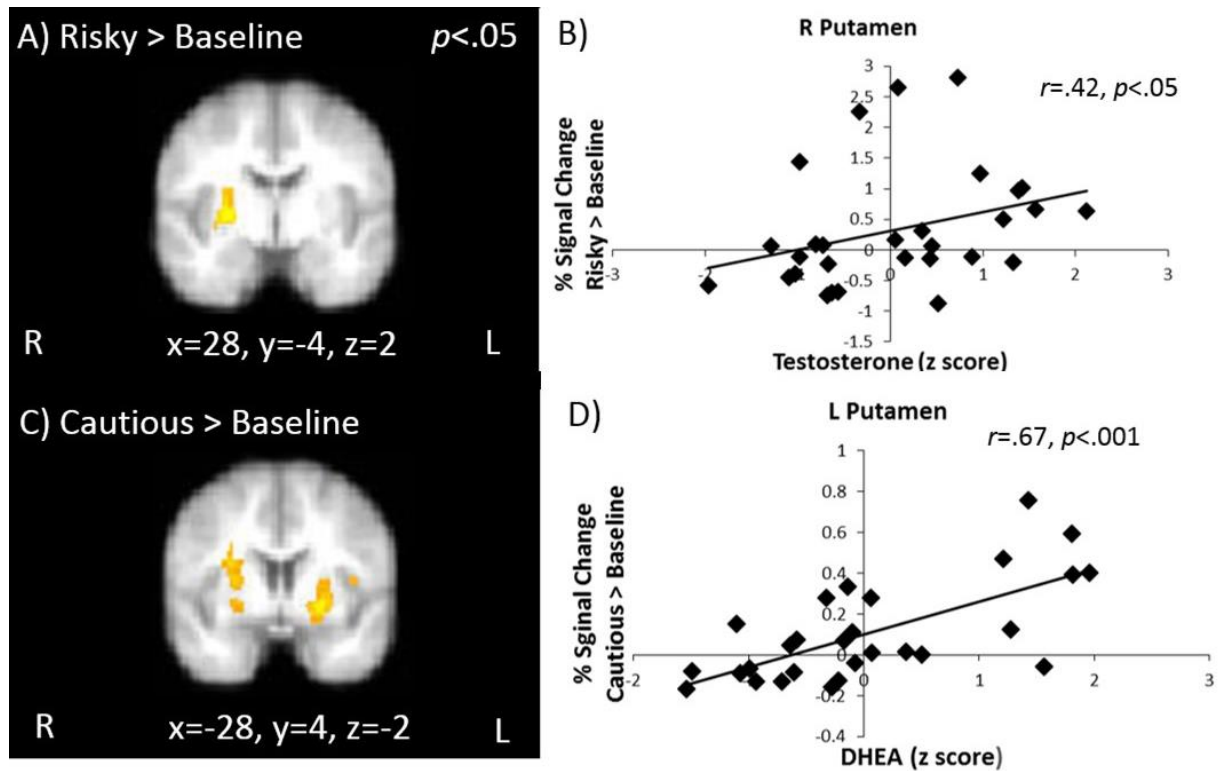 A) Risky > Baseline p<.05
R x=28, y=-4, z=2 L
B)
R Putamen
r=.42, p<.05
% Signal Change
Risky > Baseline
3
2.5
2
1.5
1
0.5
0
-0.5
-1
-1.5
-3 -2 -1 0 1 2 3
Testosterone (z score)
C) Cautious > Baseline
R x=-28, y=4, z=-2 L
D)
L Putamen
r=.67, p<.001
% Sginal Change
Cautious > Baseline
1
0.8
0.6
0.4
0.2
0
-0.2
-0.4
-2 -1 0 1 2 3
DHEA (z score)